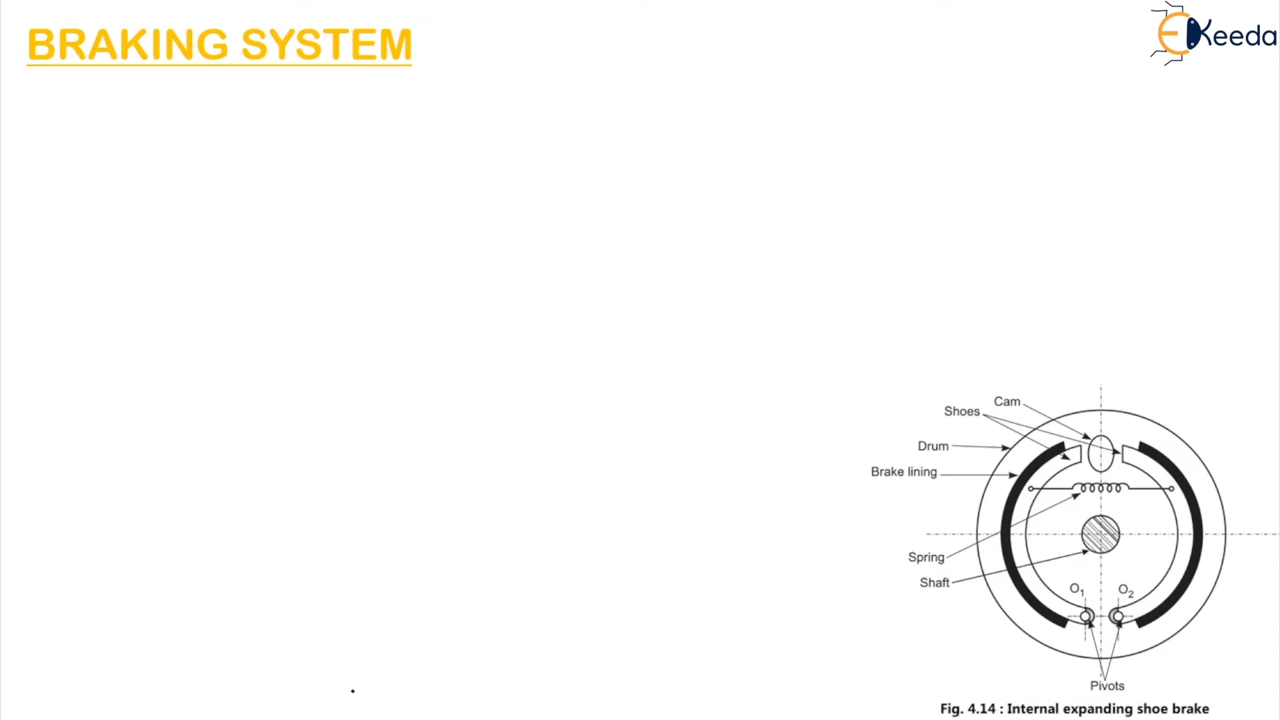 BRAKING SYSTEM
EKeeda
Cam
Shoes
Drum
Brake lining
Spring
Shaft
O1 O2
Pivots
Fig. 4.14 : Internal expanding shoe brake